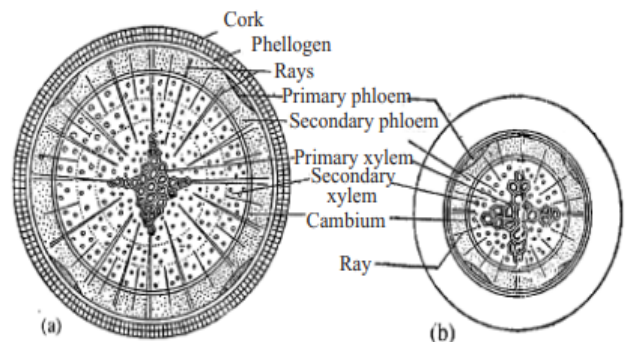 Cork
Phellogen
Rays
Primary phloem
Secondary phloem
Primary xylem
Secondary
xylem
Cambium
Ray
(a)
(b)